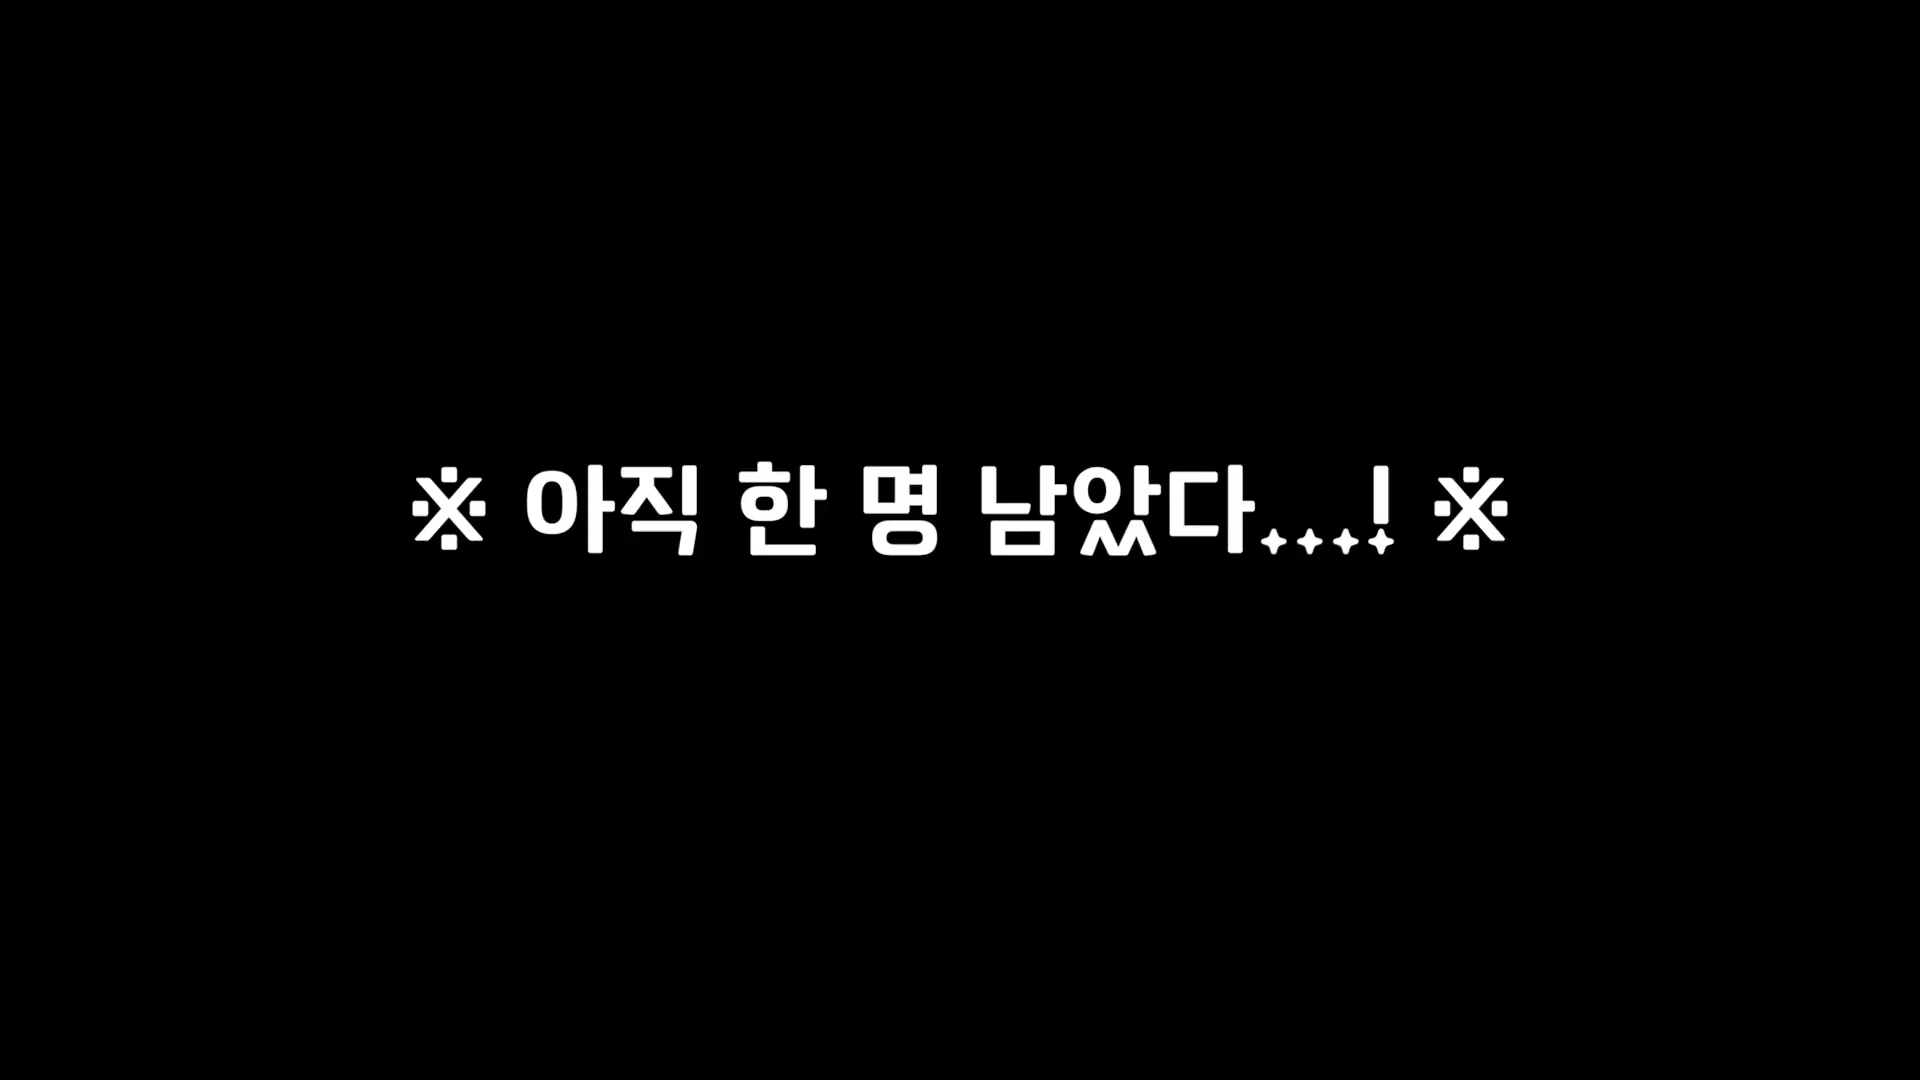 ※ 아직 한 명 남았다...! ※